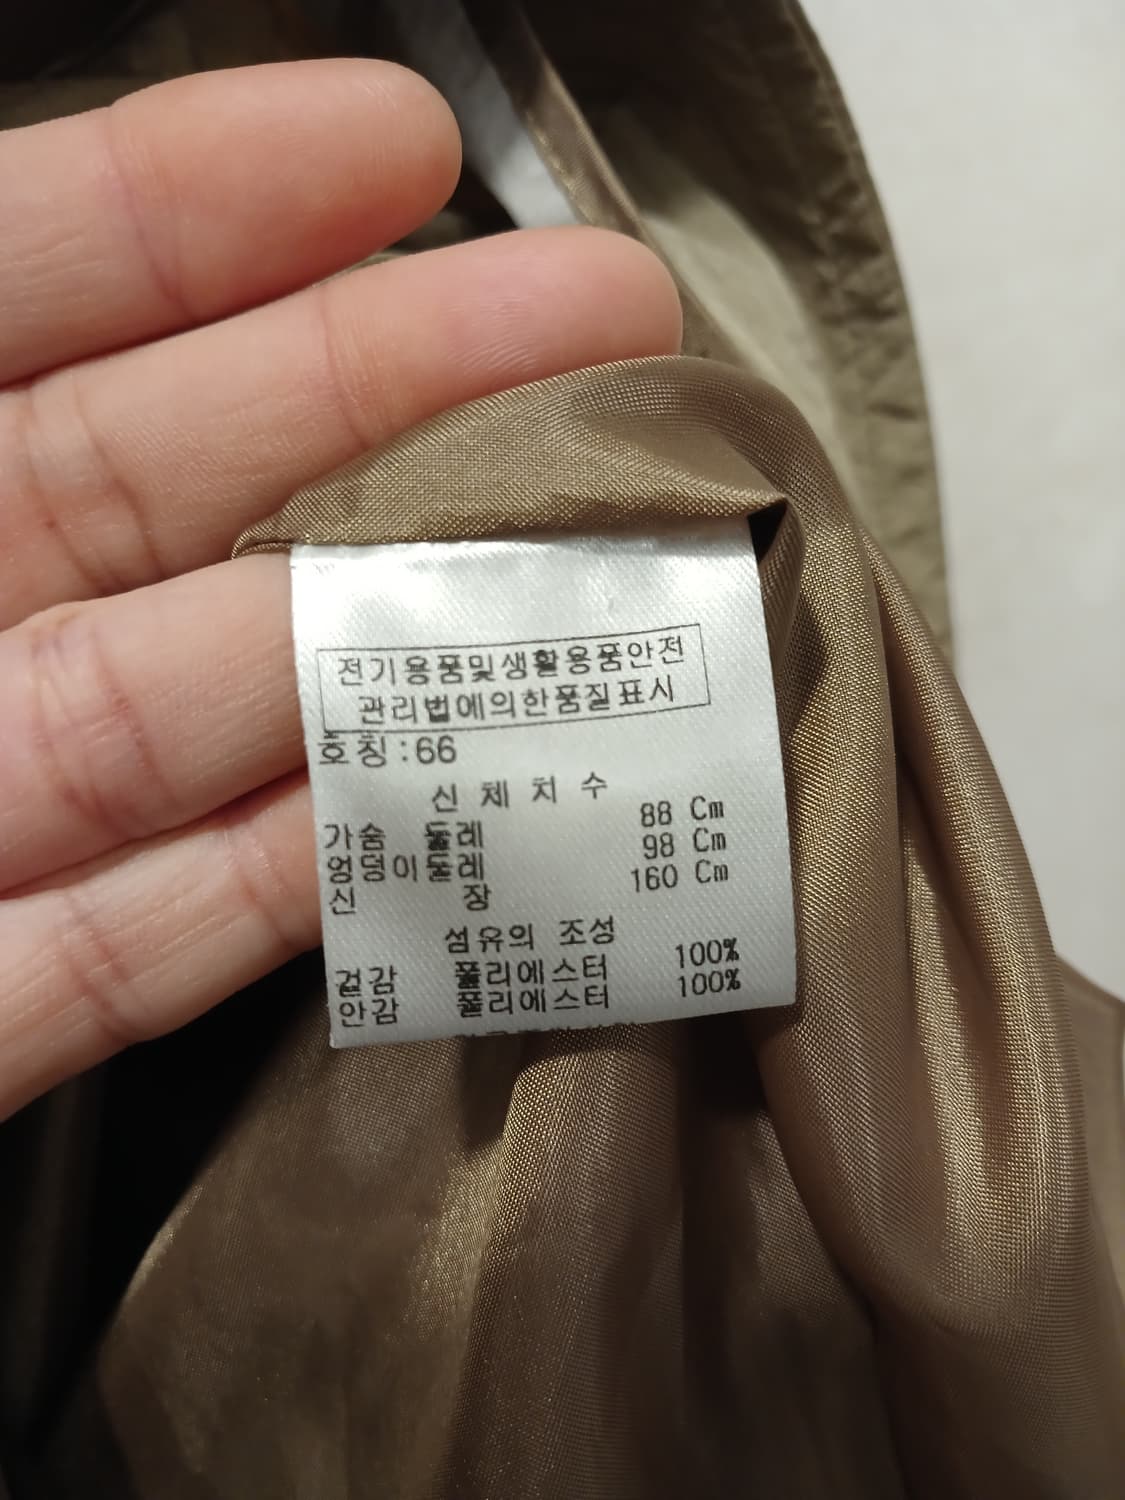 전기용품및생활용품안전
관리법에의한품질표시
호칭:66
신 체 치 수
가슴 둘레 88 Cm
엉덩이둘레 98 Cm
신 장 160 Cm
섬유의 조성
겉감 폴리에스터 100%
안감 폴리에스터 100%